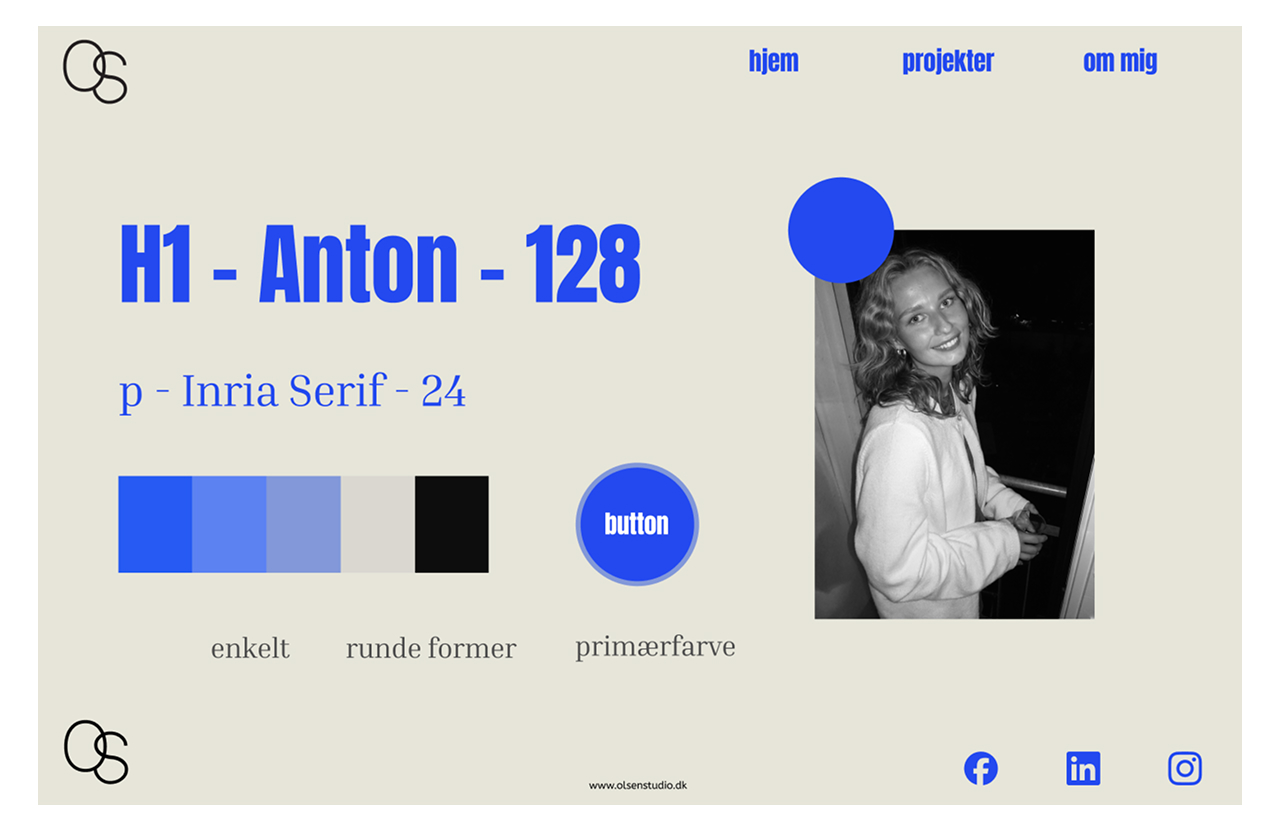 OS
hjem projekter om mig
H1 - Anton - 128
p - Inria Serif - 24
button
enkelt runde former primærfarve
OS
www.olsenstudio.dk
in